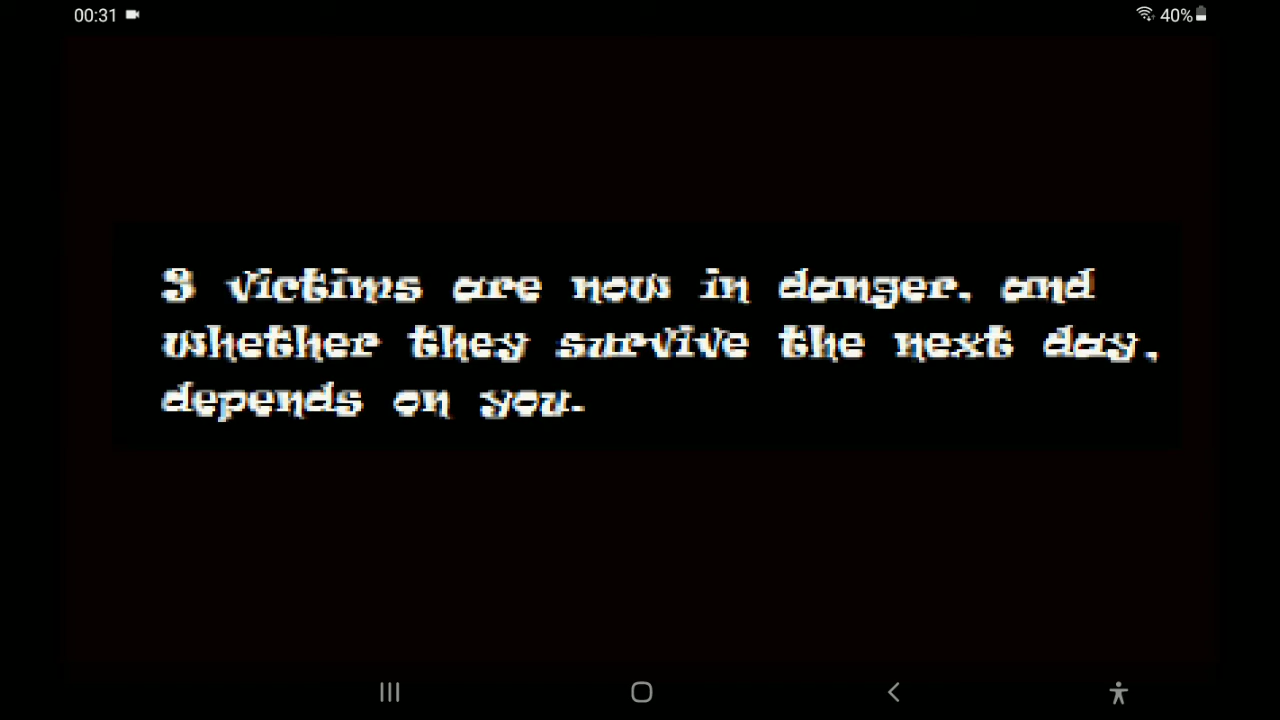 00:31
40%
3 victims are now in danger, and
whether they survive the next day,
depends on you.